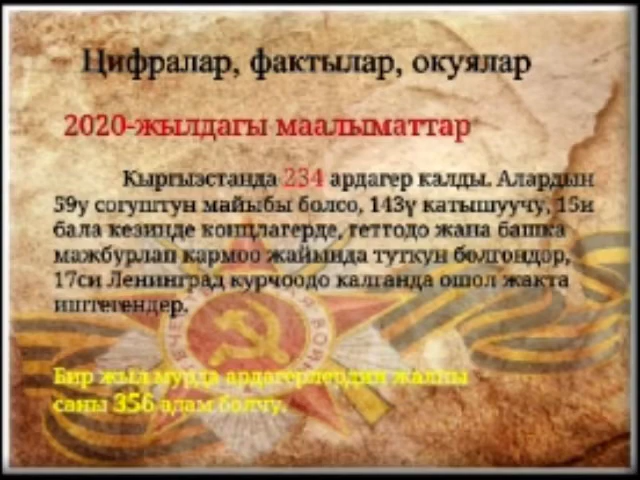 Цифралар, фактылар, окуялар
2020-жылдагы маалыматтар
Кыргызстанда 234 ардагер калды. Алардын
59у согуштун майыбы болсо, 143ү катышуучу, 15и
бала кезинде концлагерде, геттодо жана башка
мажбурлап кармоо жайында туткун болгондор,
17си Ленинград курчоодо калганда ошол жакта
иштегендер.
Бир жыл мурда ардагерлердин жалпы
саны 356 адам болчу.